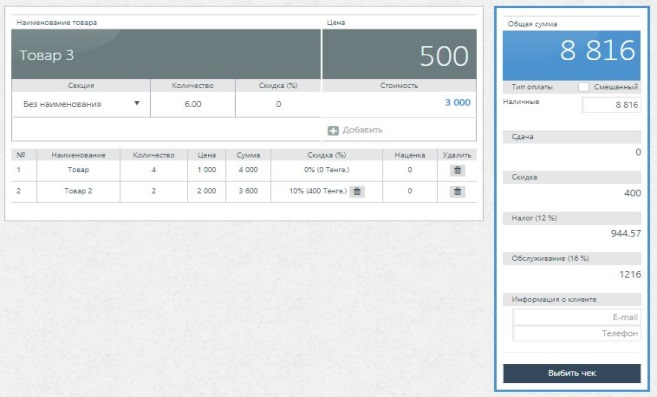 Наименование товара Цена
Товар 3 500
Секция Количество Скидка (%) Стоимость
Без наименования 6.00 0 3 000
Добавить
№ Наименование Количество Цена Сумма Скидка (%) Наценка Удалить
1 Товар 4 1 000 4 000 0% (0 Тенге.) 0
2 Товар 2 2 2 000 3 600 10% (400 Тенге.) 0
Общая сумма
8 816
Тип оплаты Смешанный
Наличные 8 816
Сдача
0
Скидка
400
Налог (12 %)
944.57
Обслуживание (16 %)
1216
Информация о клиенте
E-mail
Телефон
Выбить чек